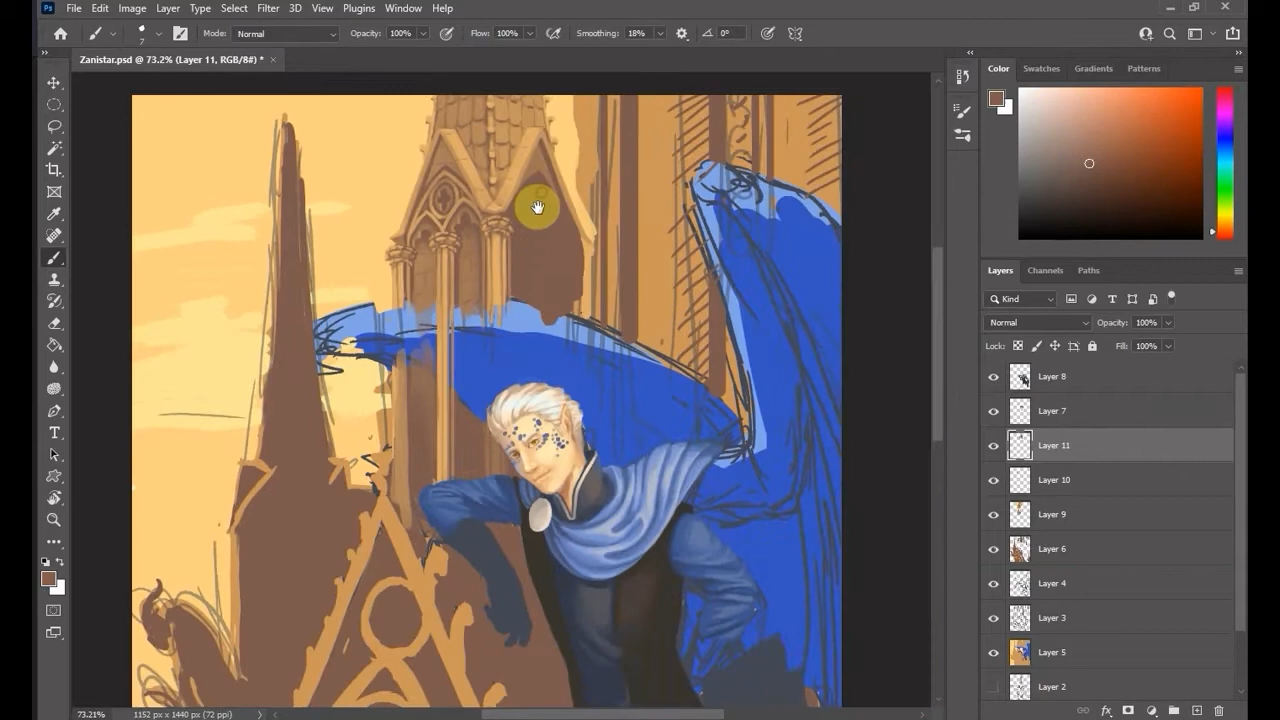 Ps File Edit Image Layer Type Select Filter 3D View Plugins Window Help
7 Mode: Normal Opacity: 100% Flow: 100% Smoothing: 18% 0°
Zanistar.psd @ 73.2% (Layer 11, RGB/8#) * ×
Color Swatches Gradients Patterns
Layers Channels Paths
Kind
Normal Opacity: 100%
Lock: Fill: 100%
Layer 8
Layer 7
Layer 11
Layer 10
Layer 9
Layer 6
Layer 4
Layer 3
Layer 5
Layer 2
73.21% 1152 px x 1440 px (72 ppi)